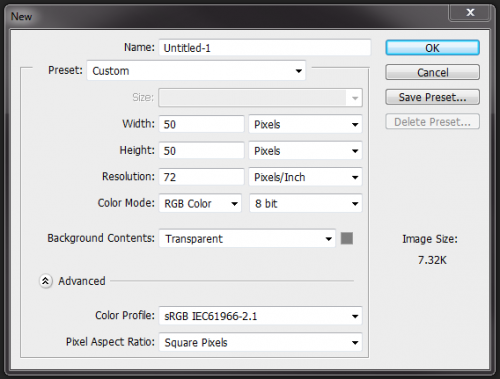 New
Name: Untitled-1
OK
Preset: Custom
Cancel
Size:
Save Preset...
Width: 50 Pixels
Delete Preset...
Height: 50 Pixels
Resolution: 72 Pixels/Inch
Color Mode: RGB Color 8 bit
Background Contents: Transparent
Image Size:
7.32K
Advanced
Color Profile: sRGB IEC61966-2.1
Pixel Aspect Ratio: Square Pixels